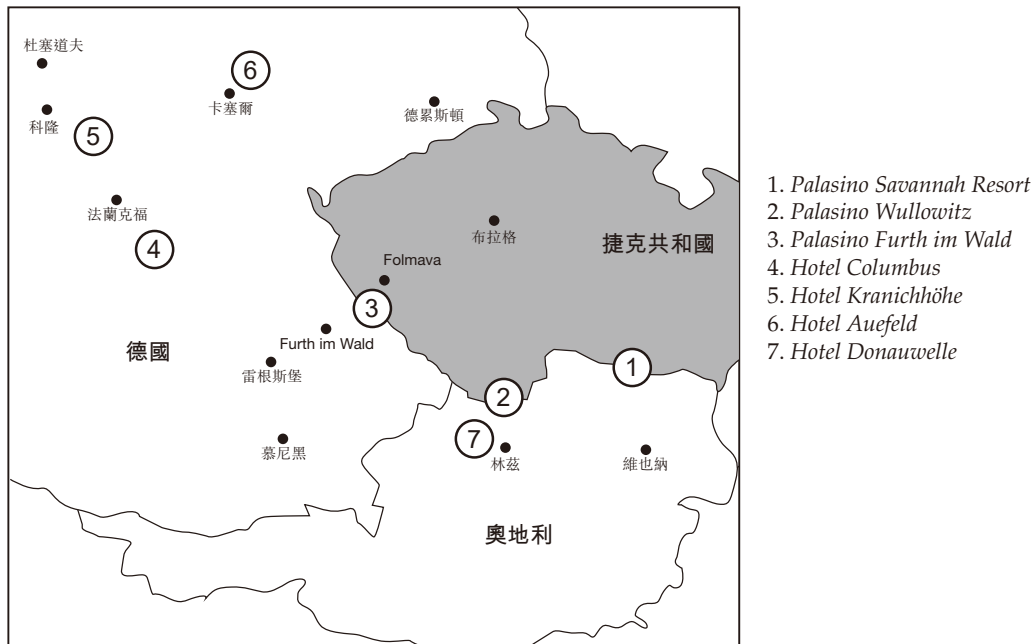 杜塞道夫
⑥
卡塞爾
德累斯頓
科隆
⑤
法蘭克福
④
布拉格
捷克共和國
Folmava
③
Furth im Wald
德國
雷根斯堡
①
②
⑦
慕尼黑
林茲
維也納
奧地利
1. Palasino Savannah Resort
2. Palasino Wullowitz
3. Palasino Furth im Wald
4. Hotel Columbus
5. Hotel Kranichhöhe
6. Hotel Auefeld
7. Hotel Donauwelle